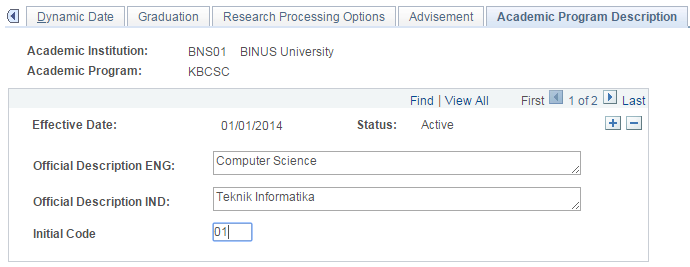 Dynamic Date Graduation Research Processing Options Advisement Academic Program Description
Academic Institution: BNS01 BINUS University
Academic Program: KBCSC
Find | View All First 1 of 2 Last
Effective Date: 01/01/2014 Status: Active
Official Description ENG: Computer Science
Official Description IND: Teknik Informatika
Initial Code 01